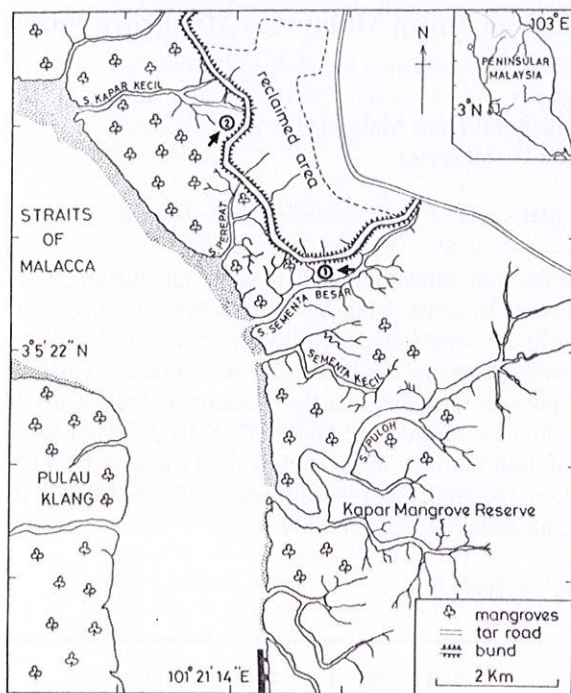 103°E
PENINSULAR
MALAYSIA
3°N
N
S. KAPAR KECIL
2
reclaimed area
STRAITS
OF
MALACCA
S. PEREPAT
1
S. SEMENTA BESAR
3°5'22"N
SEMENTA KECIL
S. PULOH
PULAU
KLANG
Kapar Mangrove Reserve
mangroves
tar road
bund
2 Km
101°21'14"E